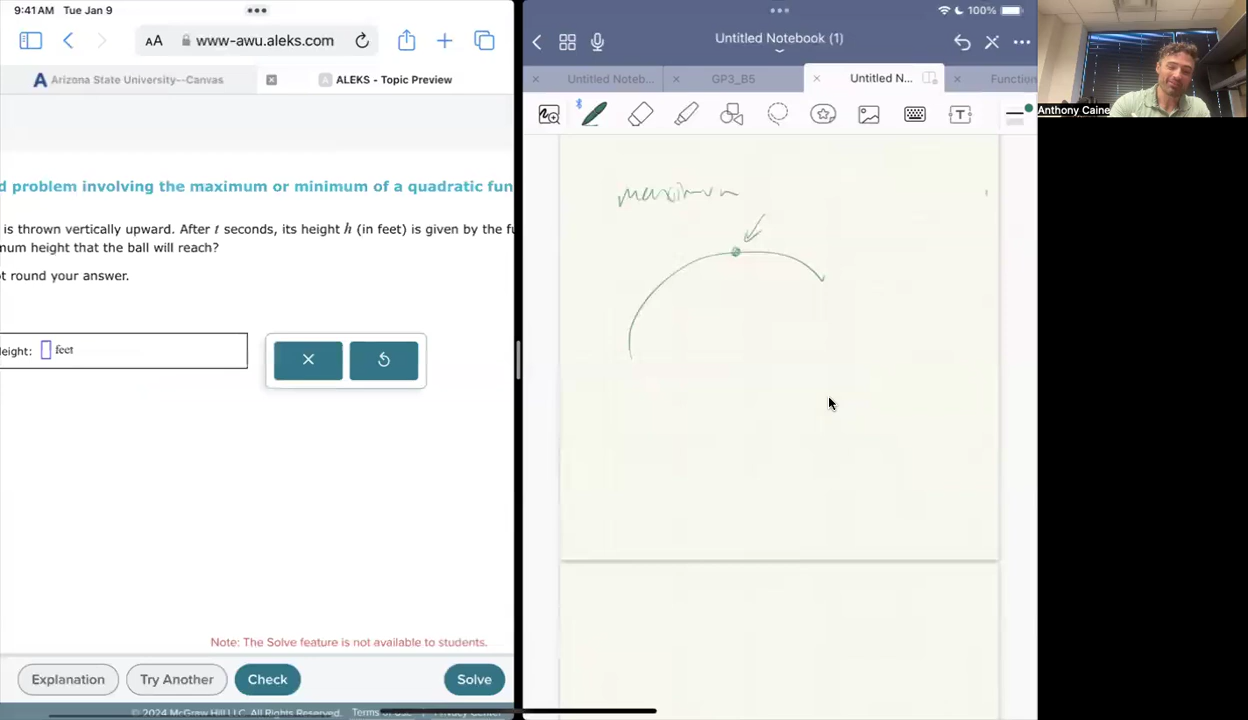 9:41 AM Tue Jan 9
AA www-awu.aleks.com
Arizona State University--Canvas
ALEKS - Topic Preview
d problem involving the maximum or minimum of a quadratic fun
is thrown vertically upward. After t seconds, its height h (in feet) is given by the fu
mum height that the ball will reach?
ot round your answer.
eight: feet
Note: The Solve feature is not available to students.
Explanation
Try Another
Check
Solve
© 2024 McGraw Hill LLC. All Rights Reserved. Terms of Use Privacy Center
100%
Untitled Notebook (1)
Untitled Noteb...
GP3_B5
Untitled N...
Function
maximum
Anthony Caine